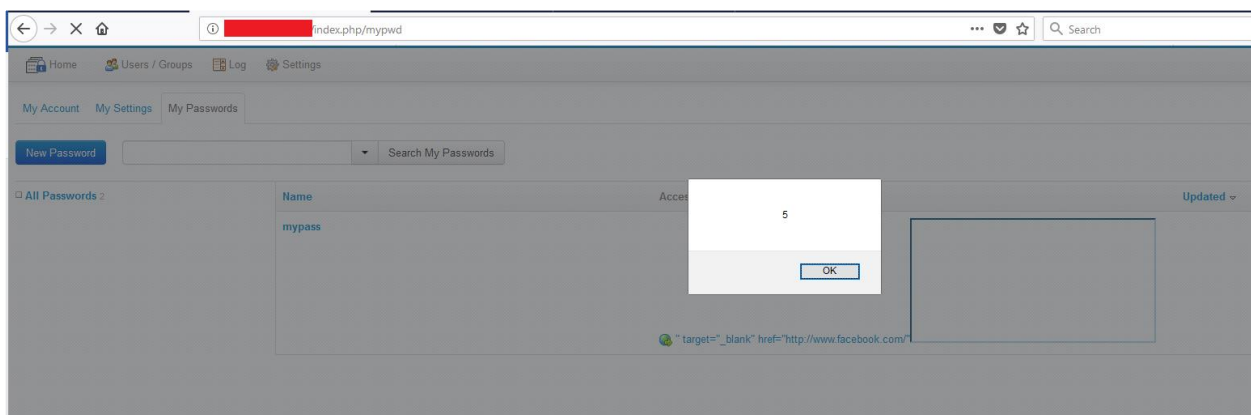 /index.php/mypwd
Search
Home Users / Groups Log Settings
My Account My Settings My Passwords
New Password Search My Passwords
All Passwords 2 Name Acces Updated
mypass
5
OK
" target="_blank" href="http://www.facebook.com/"